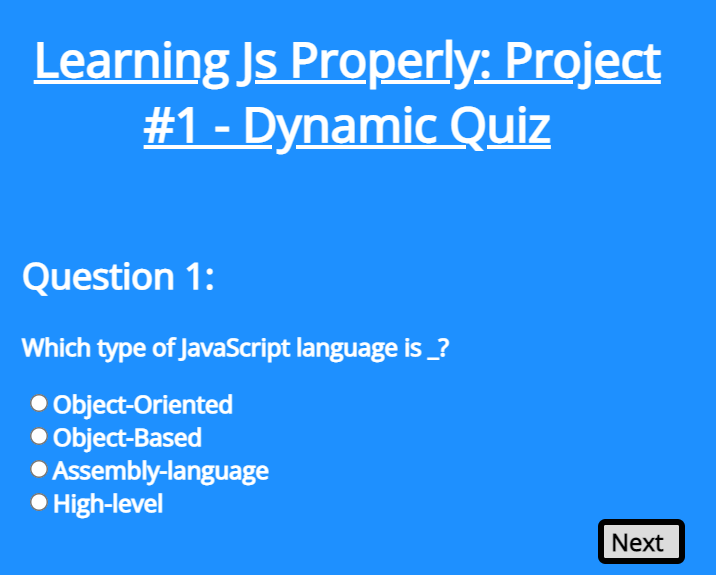 Learning Js Properly: Project
#1 - Dynamic Quiz
Question 1:
Which type of JavaScript language is _?
Object-Oriented
Object-Based
Assembly-language
High-level
Next